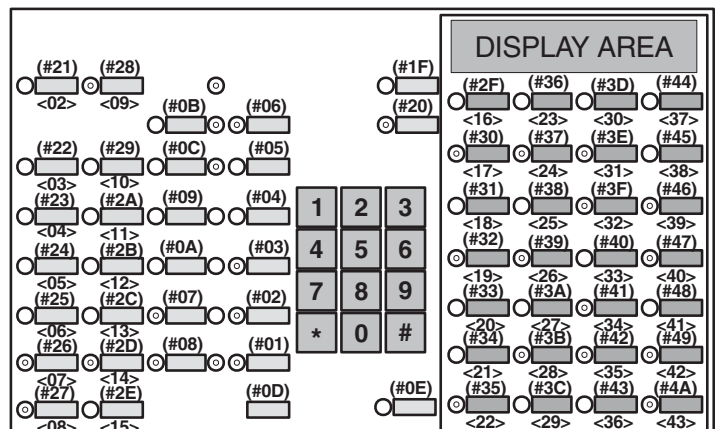 DISPLAY AREA
(#21) (#28) (#1F)
(#2F) (#36) (#3D) (#44)
<02> <09>
(#0B) (#06) (#20)
<16> <23> <30> <37>
(#30) (#37) (#3E) (#45)
(#22) (#29) (#0C) (#05)
<17> <24> <31> <38>
<03> <10>
(#31) (#38) (#3F) (#46)
(#23) (#2A) (#09) (#04)
1 2 3
<18> <25> <32> <39>
<04> <11>
(#32) (#39) (#40) (#47)
(#24) (#2B) (#0A) (#03)
4 5 6
<19> <26> <33> <40>
<05> <12>
(#33) (#3A) (#41) (#48)
(#25) (#2C) (#07) (#02)
7 8 9
<20> <27> <34> <41>
<06> <13>
(#34) (#3B) (#42) (#49)
(#26) (#2D) (#08) (#01)
* 0 #
<21> <28> <35> <42>
<07> <14>
(#35) (#3C) (#43) (#4A)
(#27) (#2E) (#0D) (#0E)
<22> <29> <36> <43>
<08> <15>